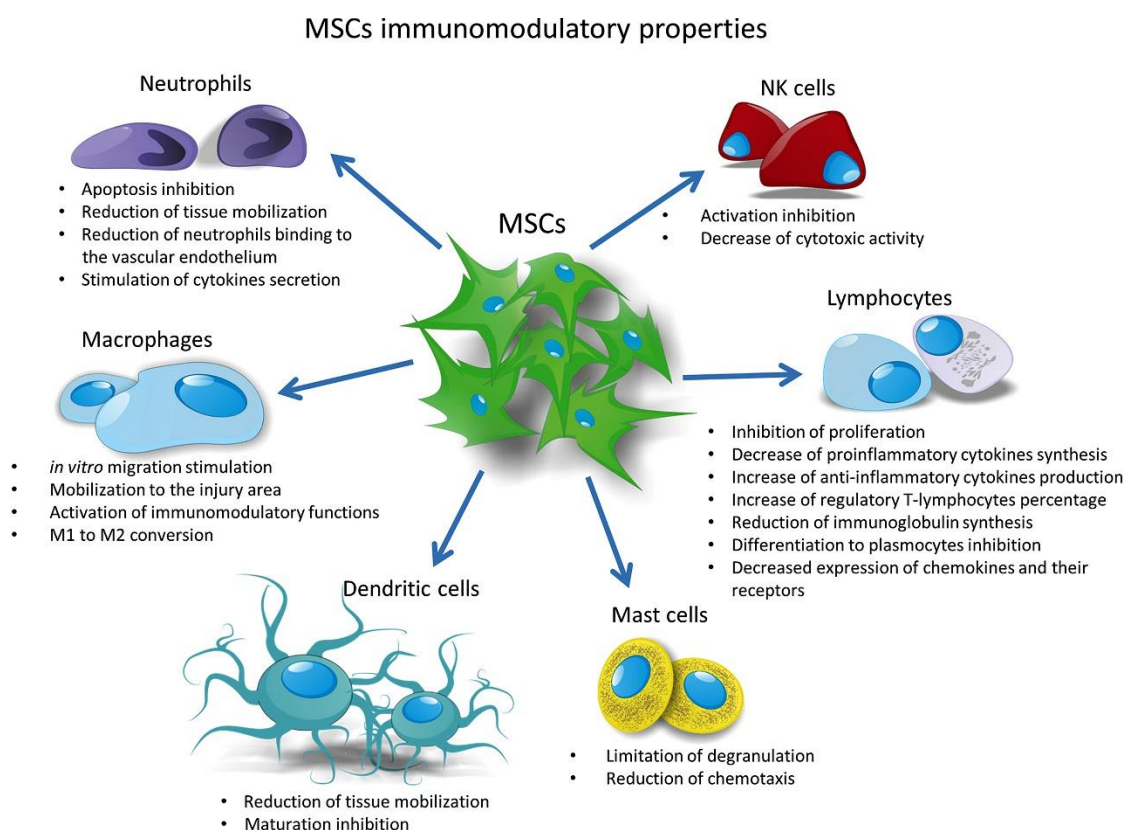 MSCs immunomodulatory properties
Neutrophils
• Apoptosis inhibition
• Reduction of tissue mobilization
• Reduction of neutrophils binding to
the vascular endothelium
• Stimulation of cytokines secretion
NK cells
• Activation inhibition
• Decrease of cytotoxic activity
MSCs
Macrophages
• in vitro migration stimulation
• Mobilization to the injury area
• Activation of immunomodulatory functions
• M1 to M2 conversion
Lymphocytes
• Inhibition of proliferation
• Decrease of proinflammatory cytokines synthesis
• Increase of anti-inflammatory cytokines production
• Increase of regulatory T-lymphocytes percentage
• Reduction of immunoglobulin synthesis
• Differentiation to plasmocytes inhibition
• Decreased expression of chemokines and their
receptors
Dendritic cells
• Reduction of tissue mobilization
• Maturation inhibition
Mast cells
• Limitation of degranulation
• Reduction of chemotaxis